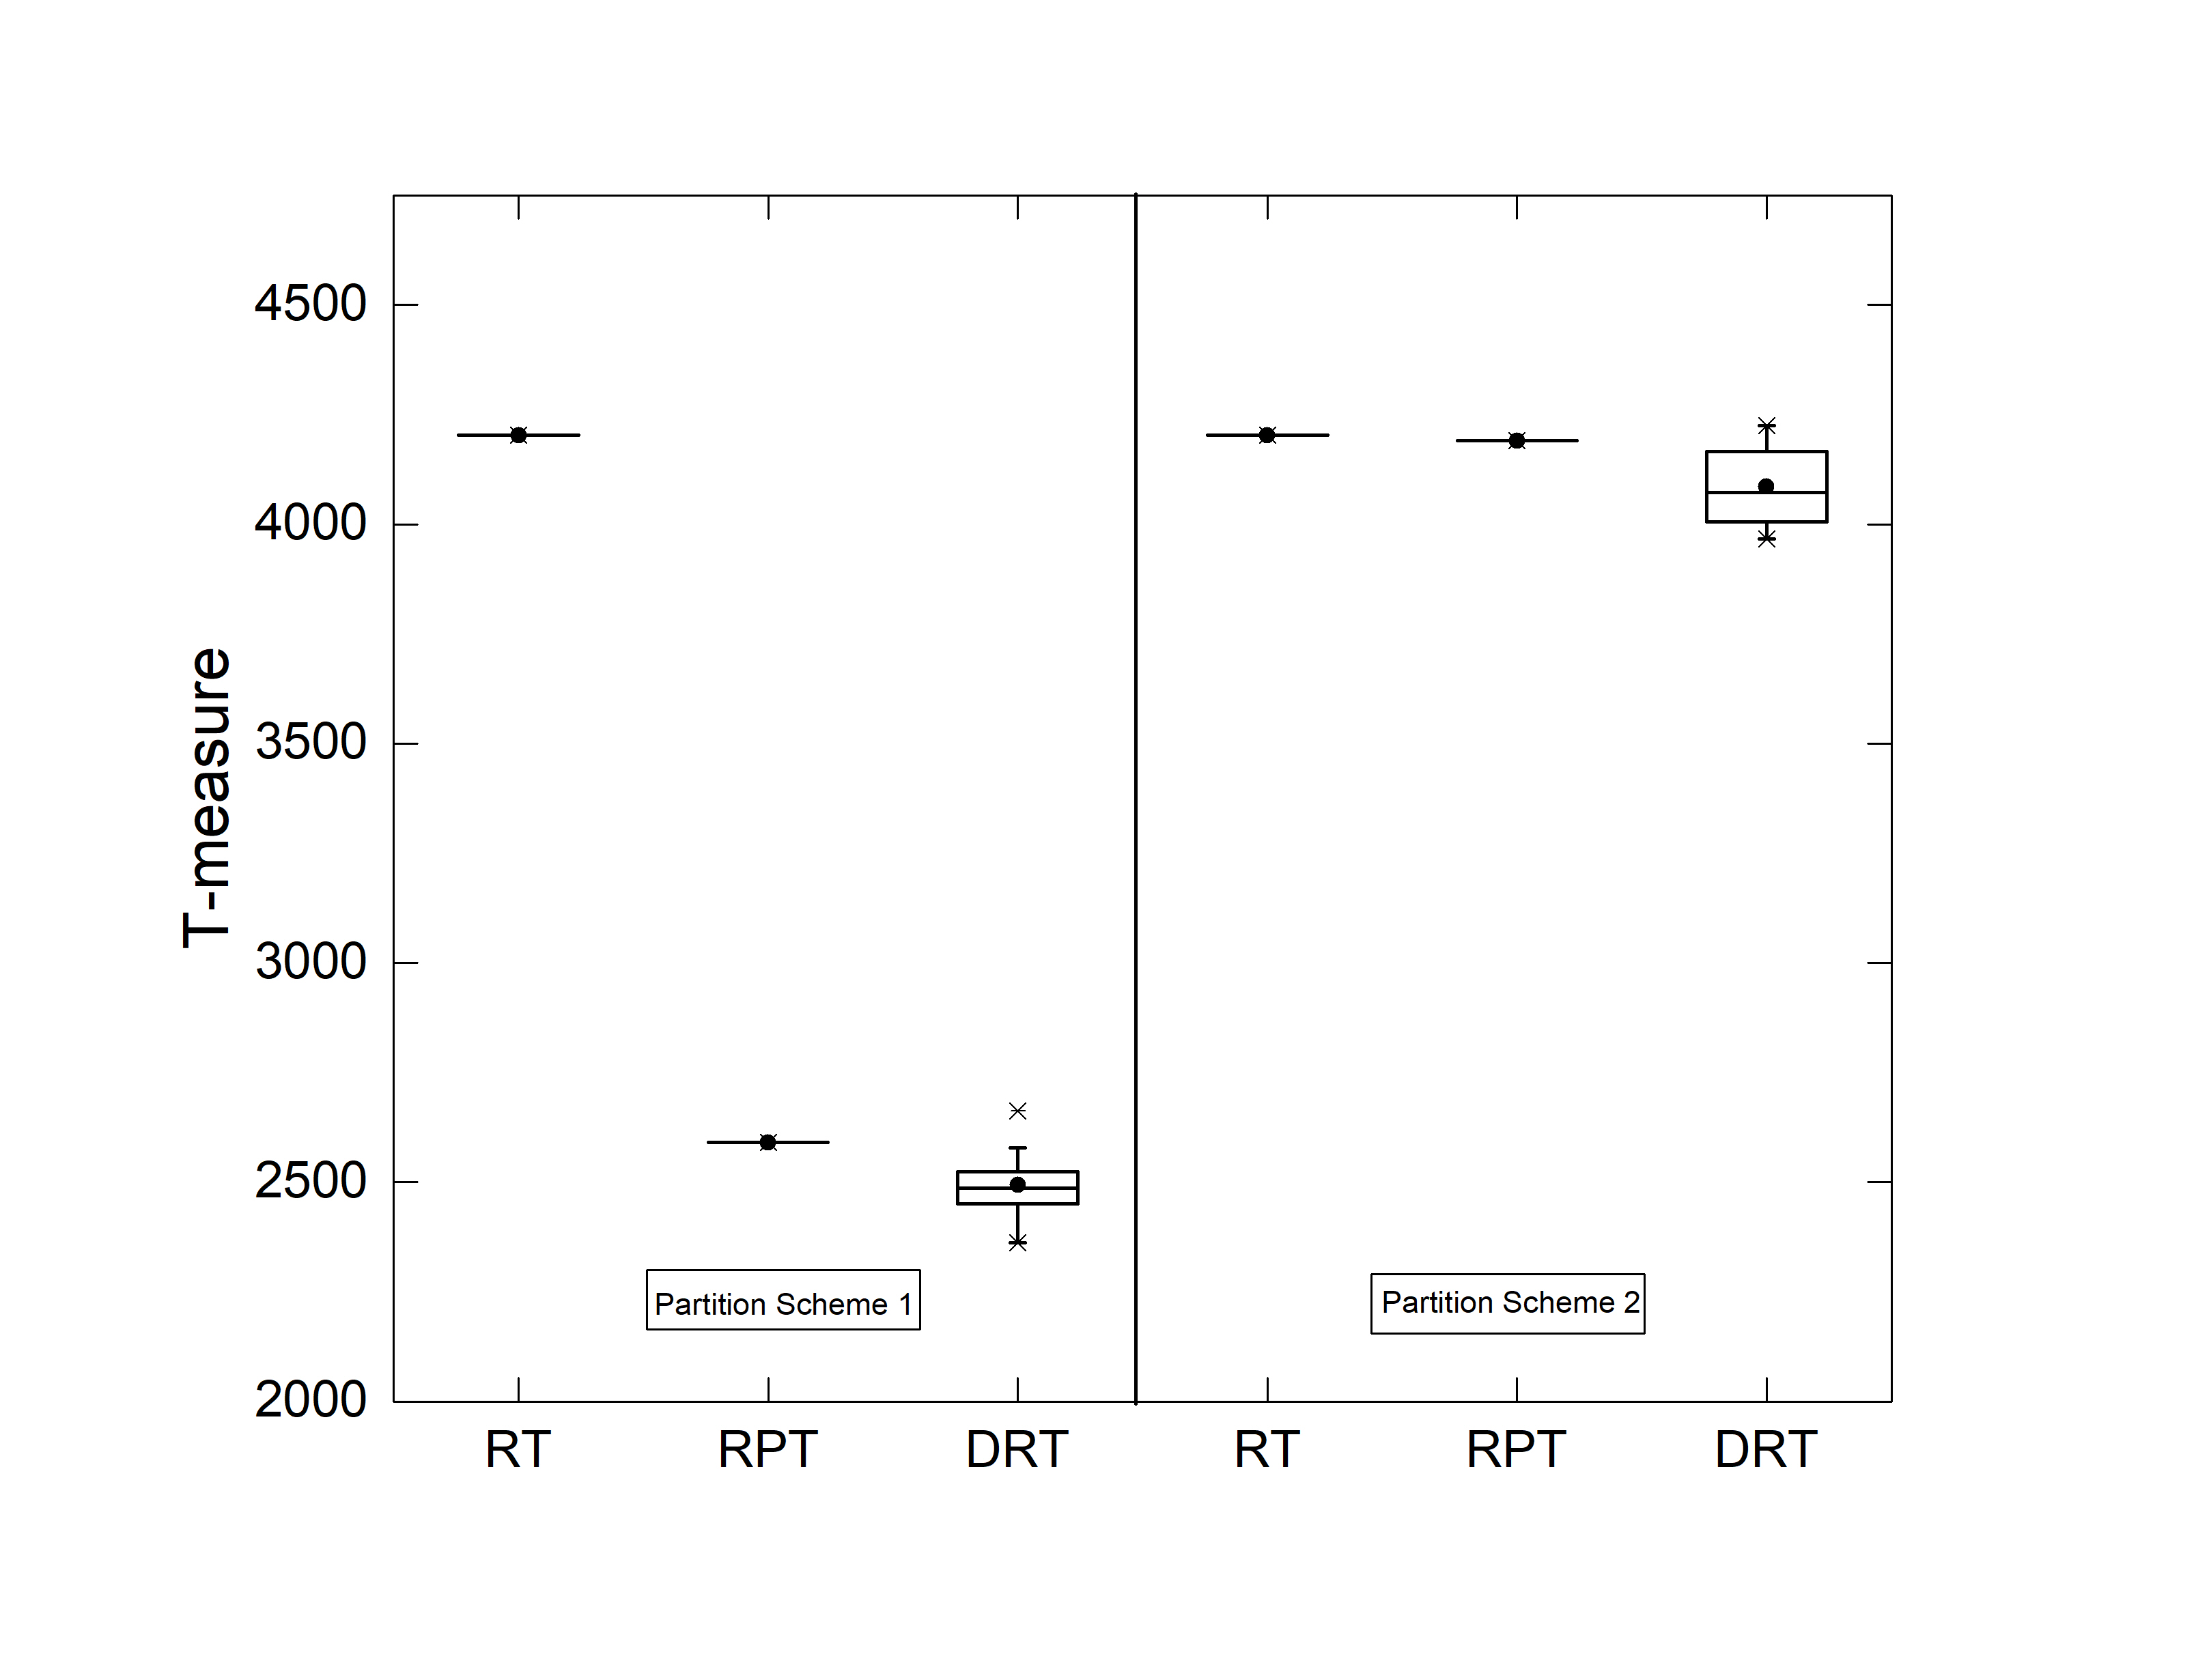 T-measure
4500
4000
3500
3000
2500
2000
Partition Scheme 1
Partition Scheme 2
RT RPT DRT RT RPT DRT